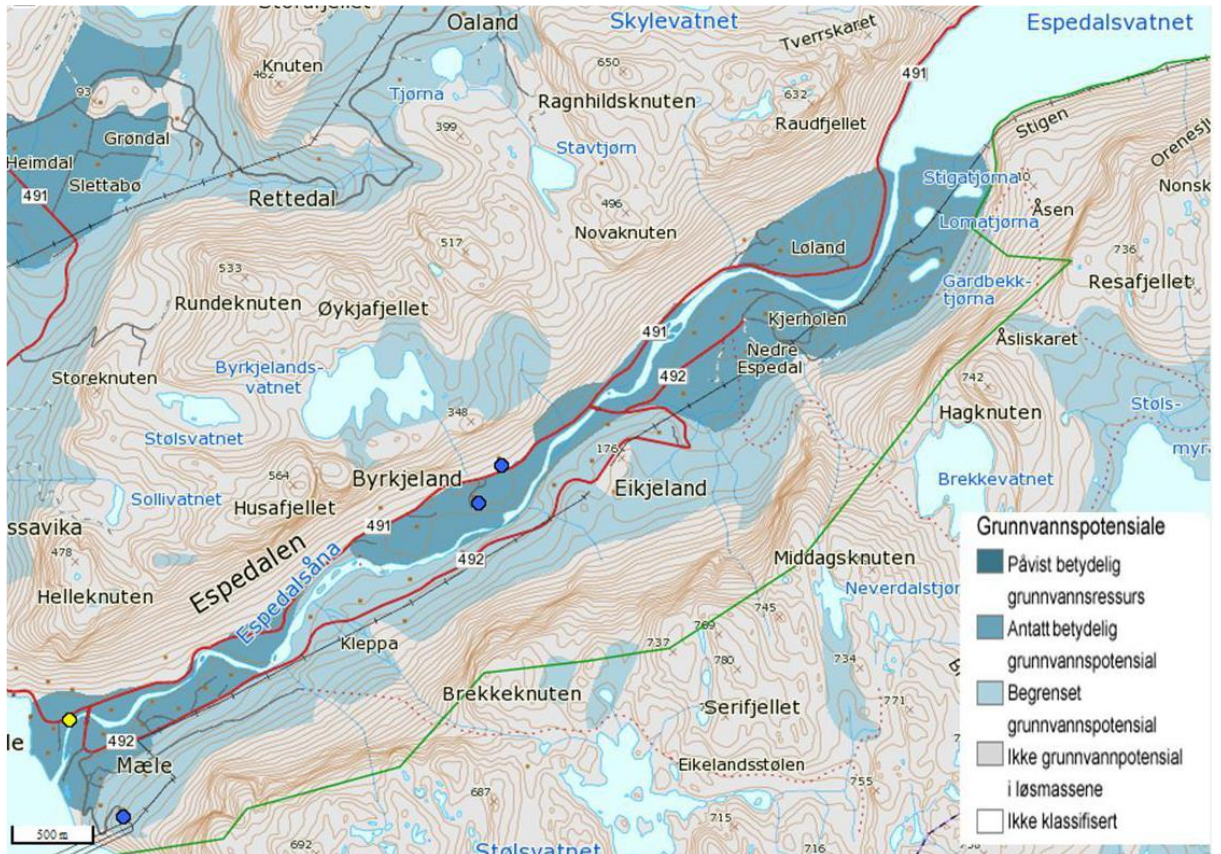 Skylevatnet
Espedalsvatnet
Oaland
Tverrskaret
Knuten
462
650
491
Tjørna
93
Ragnhildsknuten
632
Raudfjellet
Stigen
Grøndal
399
Heimdal
Stavtjørn
Slettabø
Stigatjørna
491
Rettedal
496
Åsen
Novaknuten
Lomatjørna
517
Løland
736
533
Resafjellet
Rundeknuten
Øykjafjellet
Gardbekk-
tjørna
Kjerholen
491
Åsliskaret
Nedre
Espedal
Byrkjelands-
vatnet
Storeknuten
492
742
348
Hagknuten
Støls-
Stølsvatnet
176
564
Byrkjeland
Brekkevatnet
Sollivatnet
Eikjeland
Husafjellet
ssavika
491
Grunnvannspotensiale
478
Espedalen
492
Middagsknuten
Påvist betydelig
grunnvannsressurs
Helleknuten
Espedalsåna
745
Antatt betydelig
grunnvannspotensial
769
Kleppa
737
780
734
Begrenset
grunnvannspotensial
Brekkeknuten
771
Serifjellet
Ikke grunnvannpotensial
i løsmassene
492
Mæle
Eikelandsstølen
755
687
Ikke klassifisert
500 m
715
692
Stølsvatnet
716